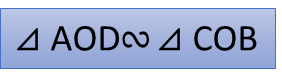 ⊿ AOD∾ ⊿ COB